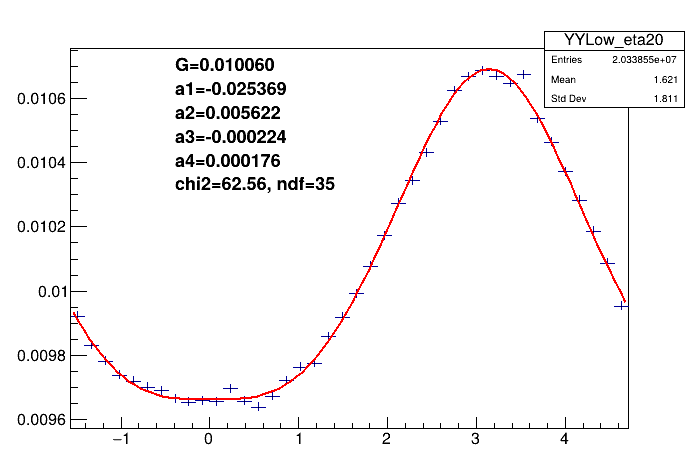 YYLow_eta20
Entries 2.033855e+07
Mean 1.621
Std Dev 1.811
G=0.010060
a1=-0.025369
a2=0.005622
a3=-0.000224
a4=0.000176
chi2=62.56, ndf=35
0.0106
0.0104
0.0102
0.01
0.0098
0.0096
−1 0 1 2 3 4